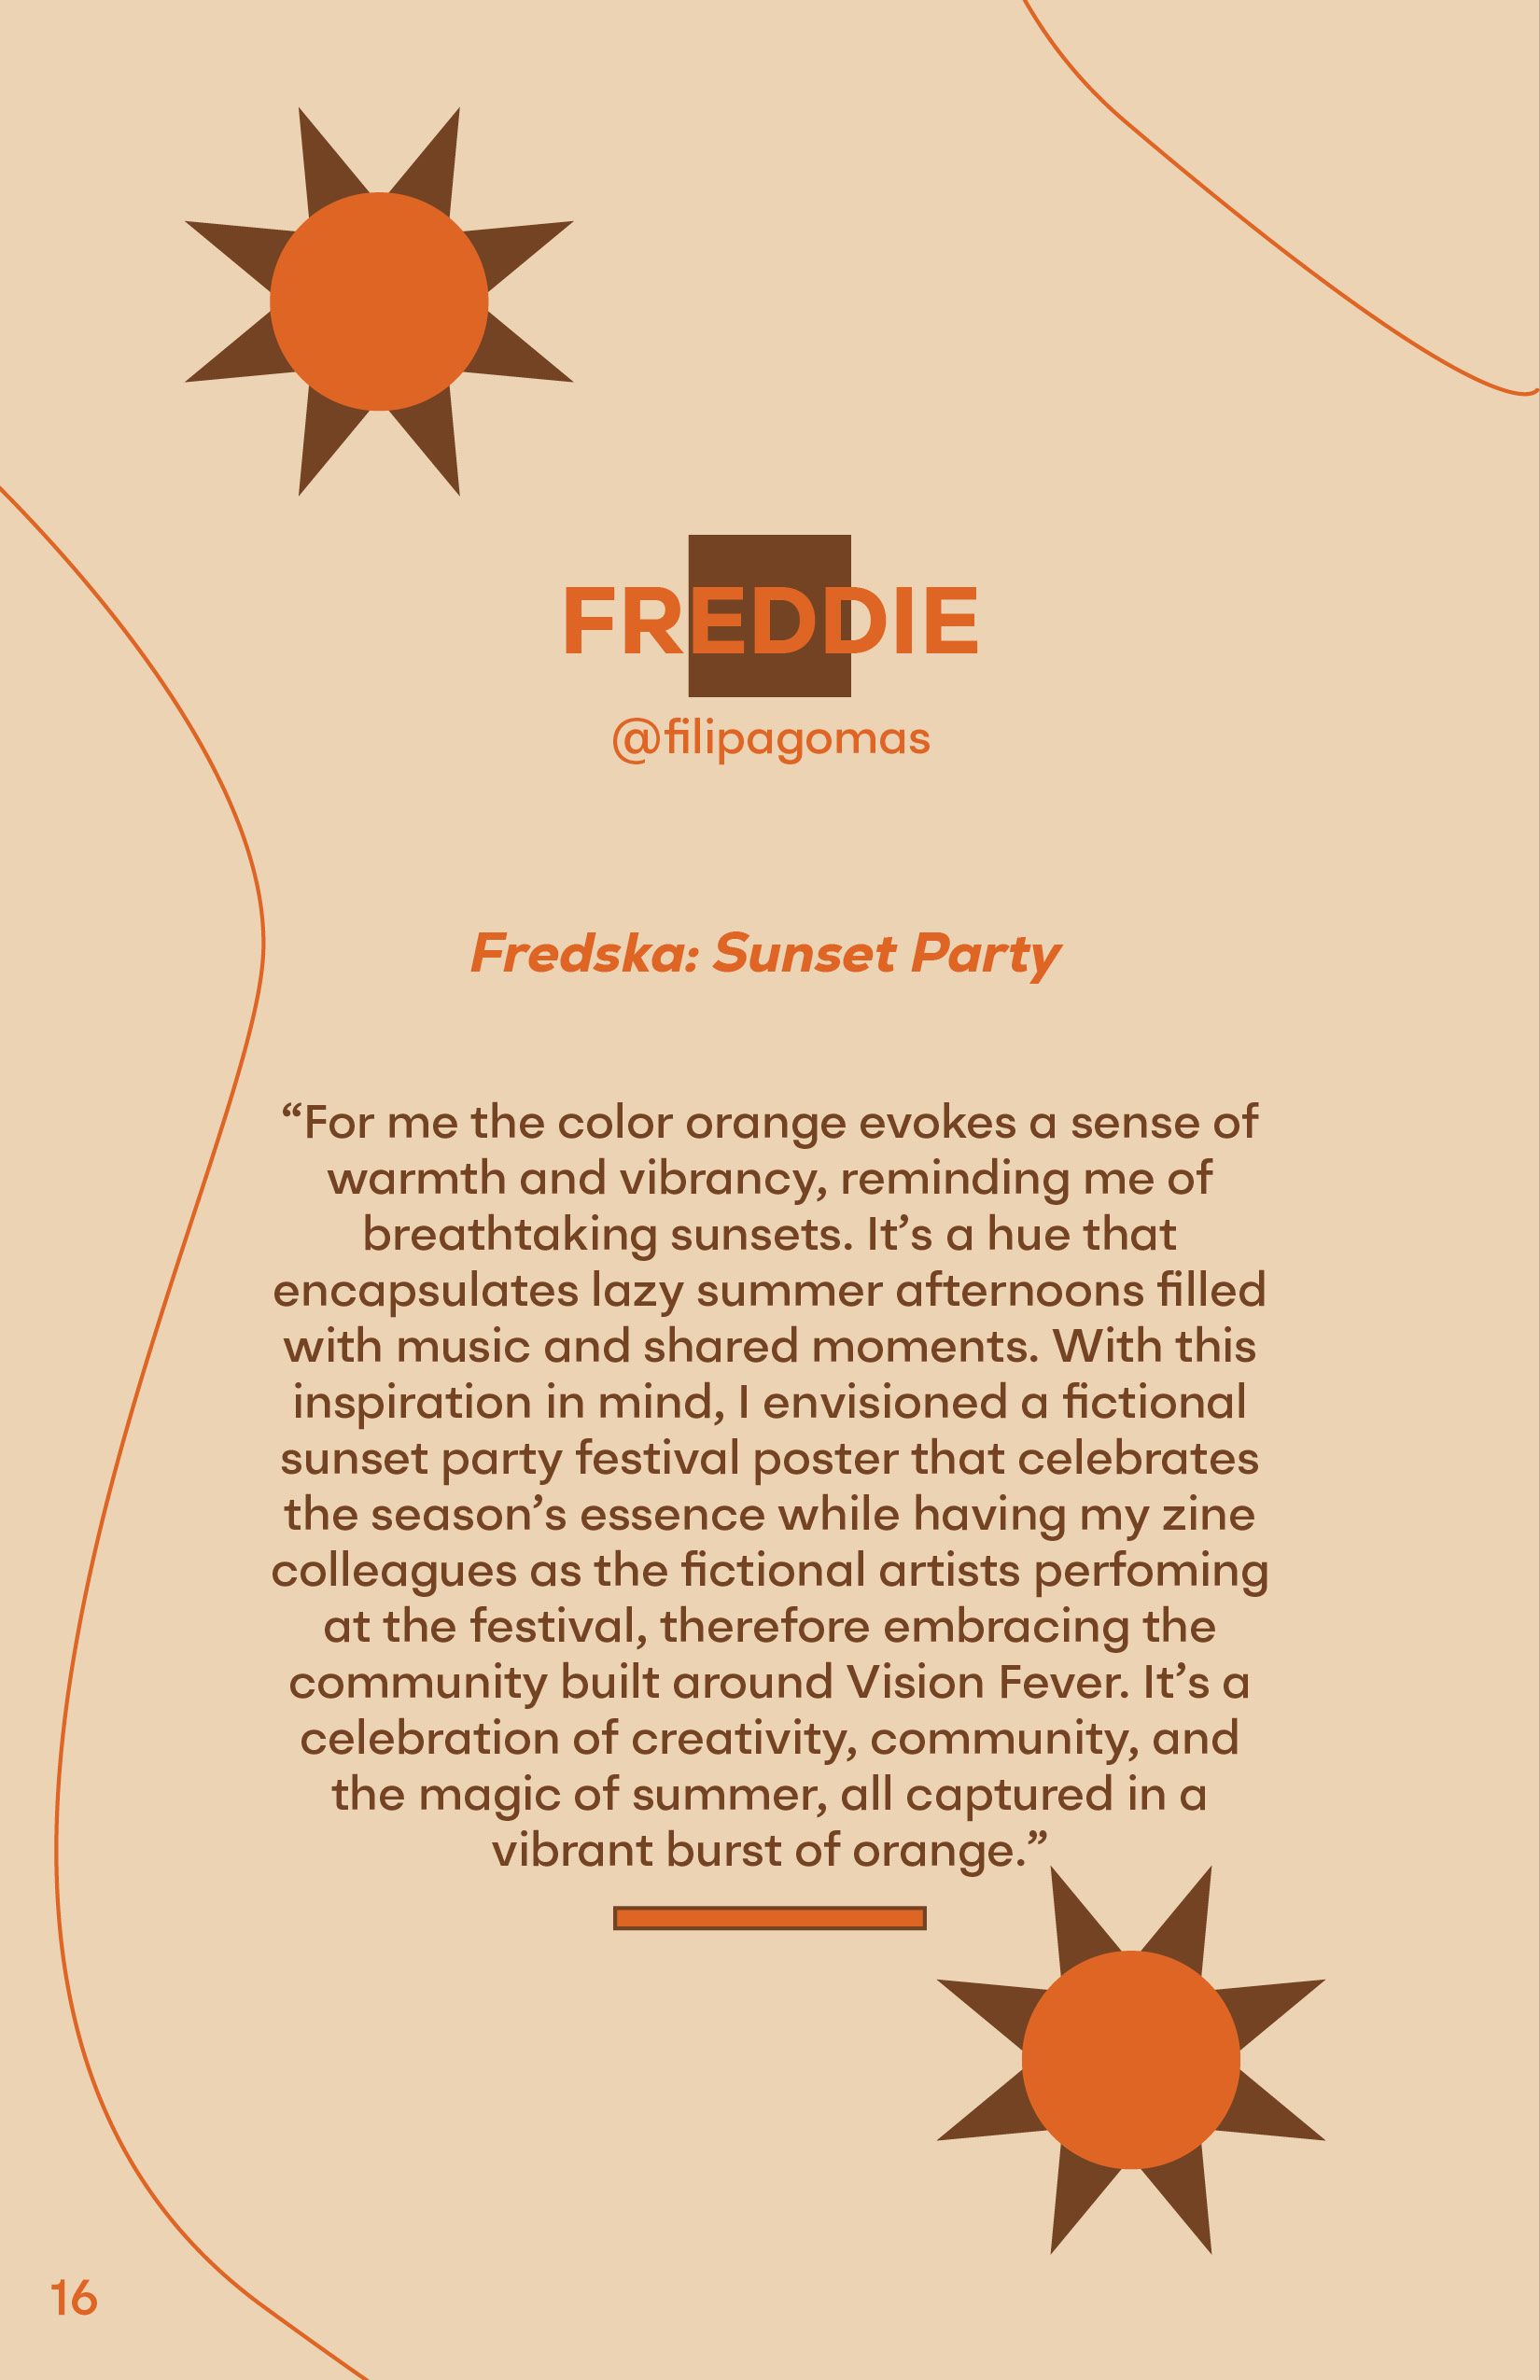 FREDDIE
@filipagomas
Fredska: Sunset Party
“For me the color orange evokes a sense of
warmth and vibrancy, reminding me of
breathtaking sunsets. It’s a hue that
encapsulates lazy summer afternoons filled
with music and shared moments. With this
inspiration in mind, I envisioned a fictional
sunset party festival poster that celebrates
the season’s essence while having my zine
colleagues as the fictional artists perfoming
at the festival, therefore embracing the
community built around Vision Fever. It’s a
celebration of creativity, community, and
the magic of summer, all captured in a
vibrant burst of orange.”
16